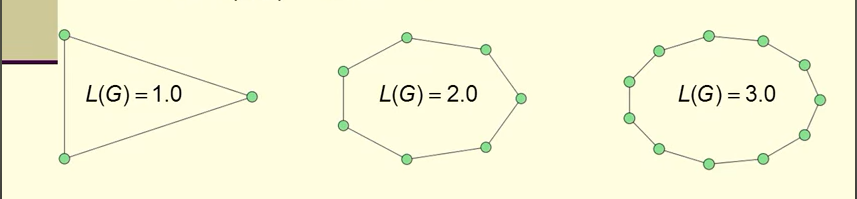 L(G) = 1.0
L(G) = 2.0
L(G) = 3.0